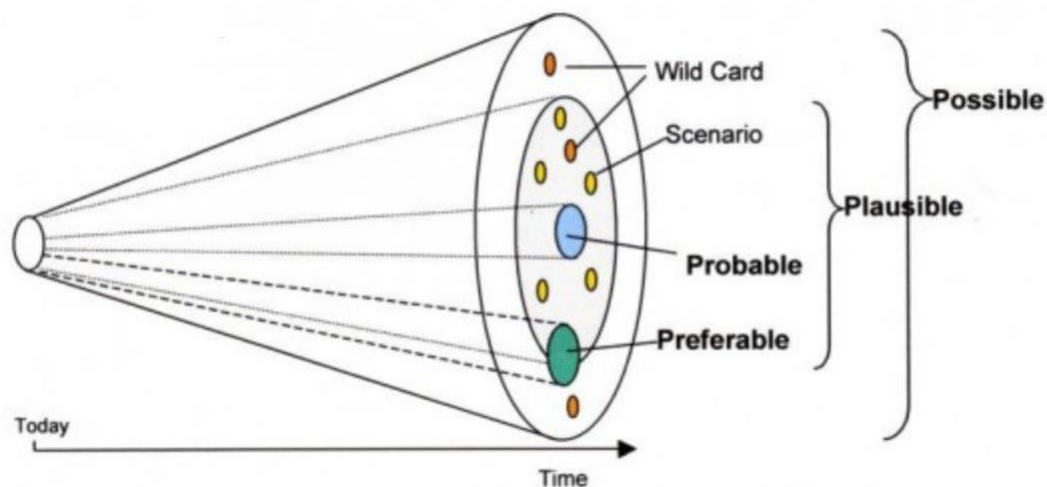 Wild Card
Possible
Scenario
Plausible
Probable
Preferable
Today
Time